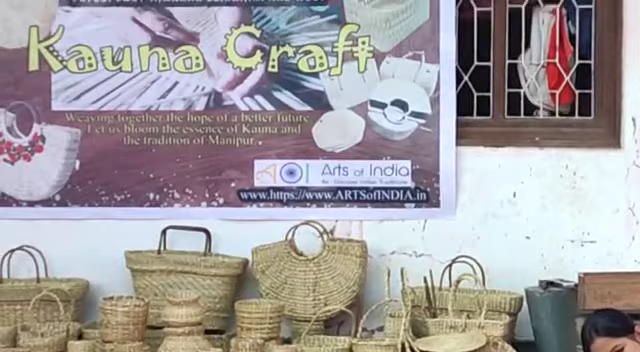 Kauna Craft
Weaving together the hope of a better future
Let us bloom the essence of Kauna and
the tradition of Manipur.
Arts of India
www.https://www.ARTSofINDIA.in